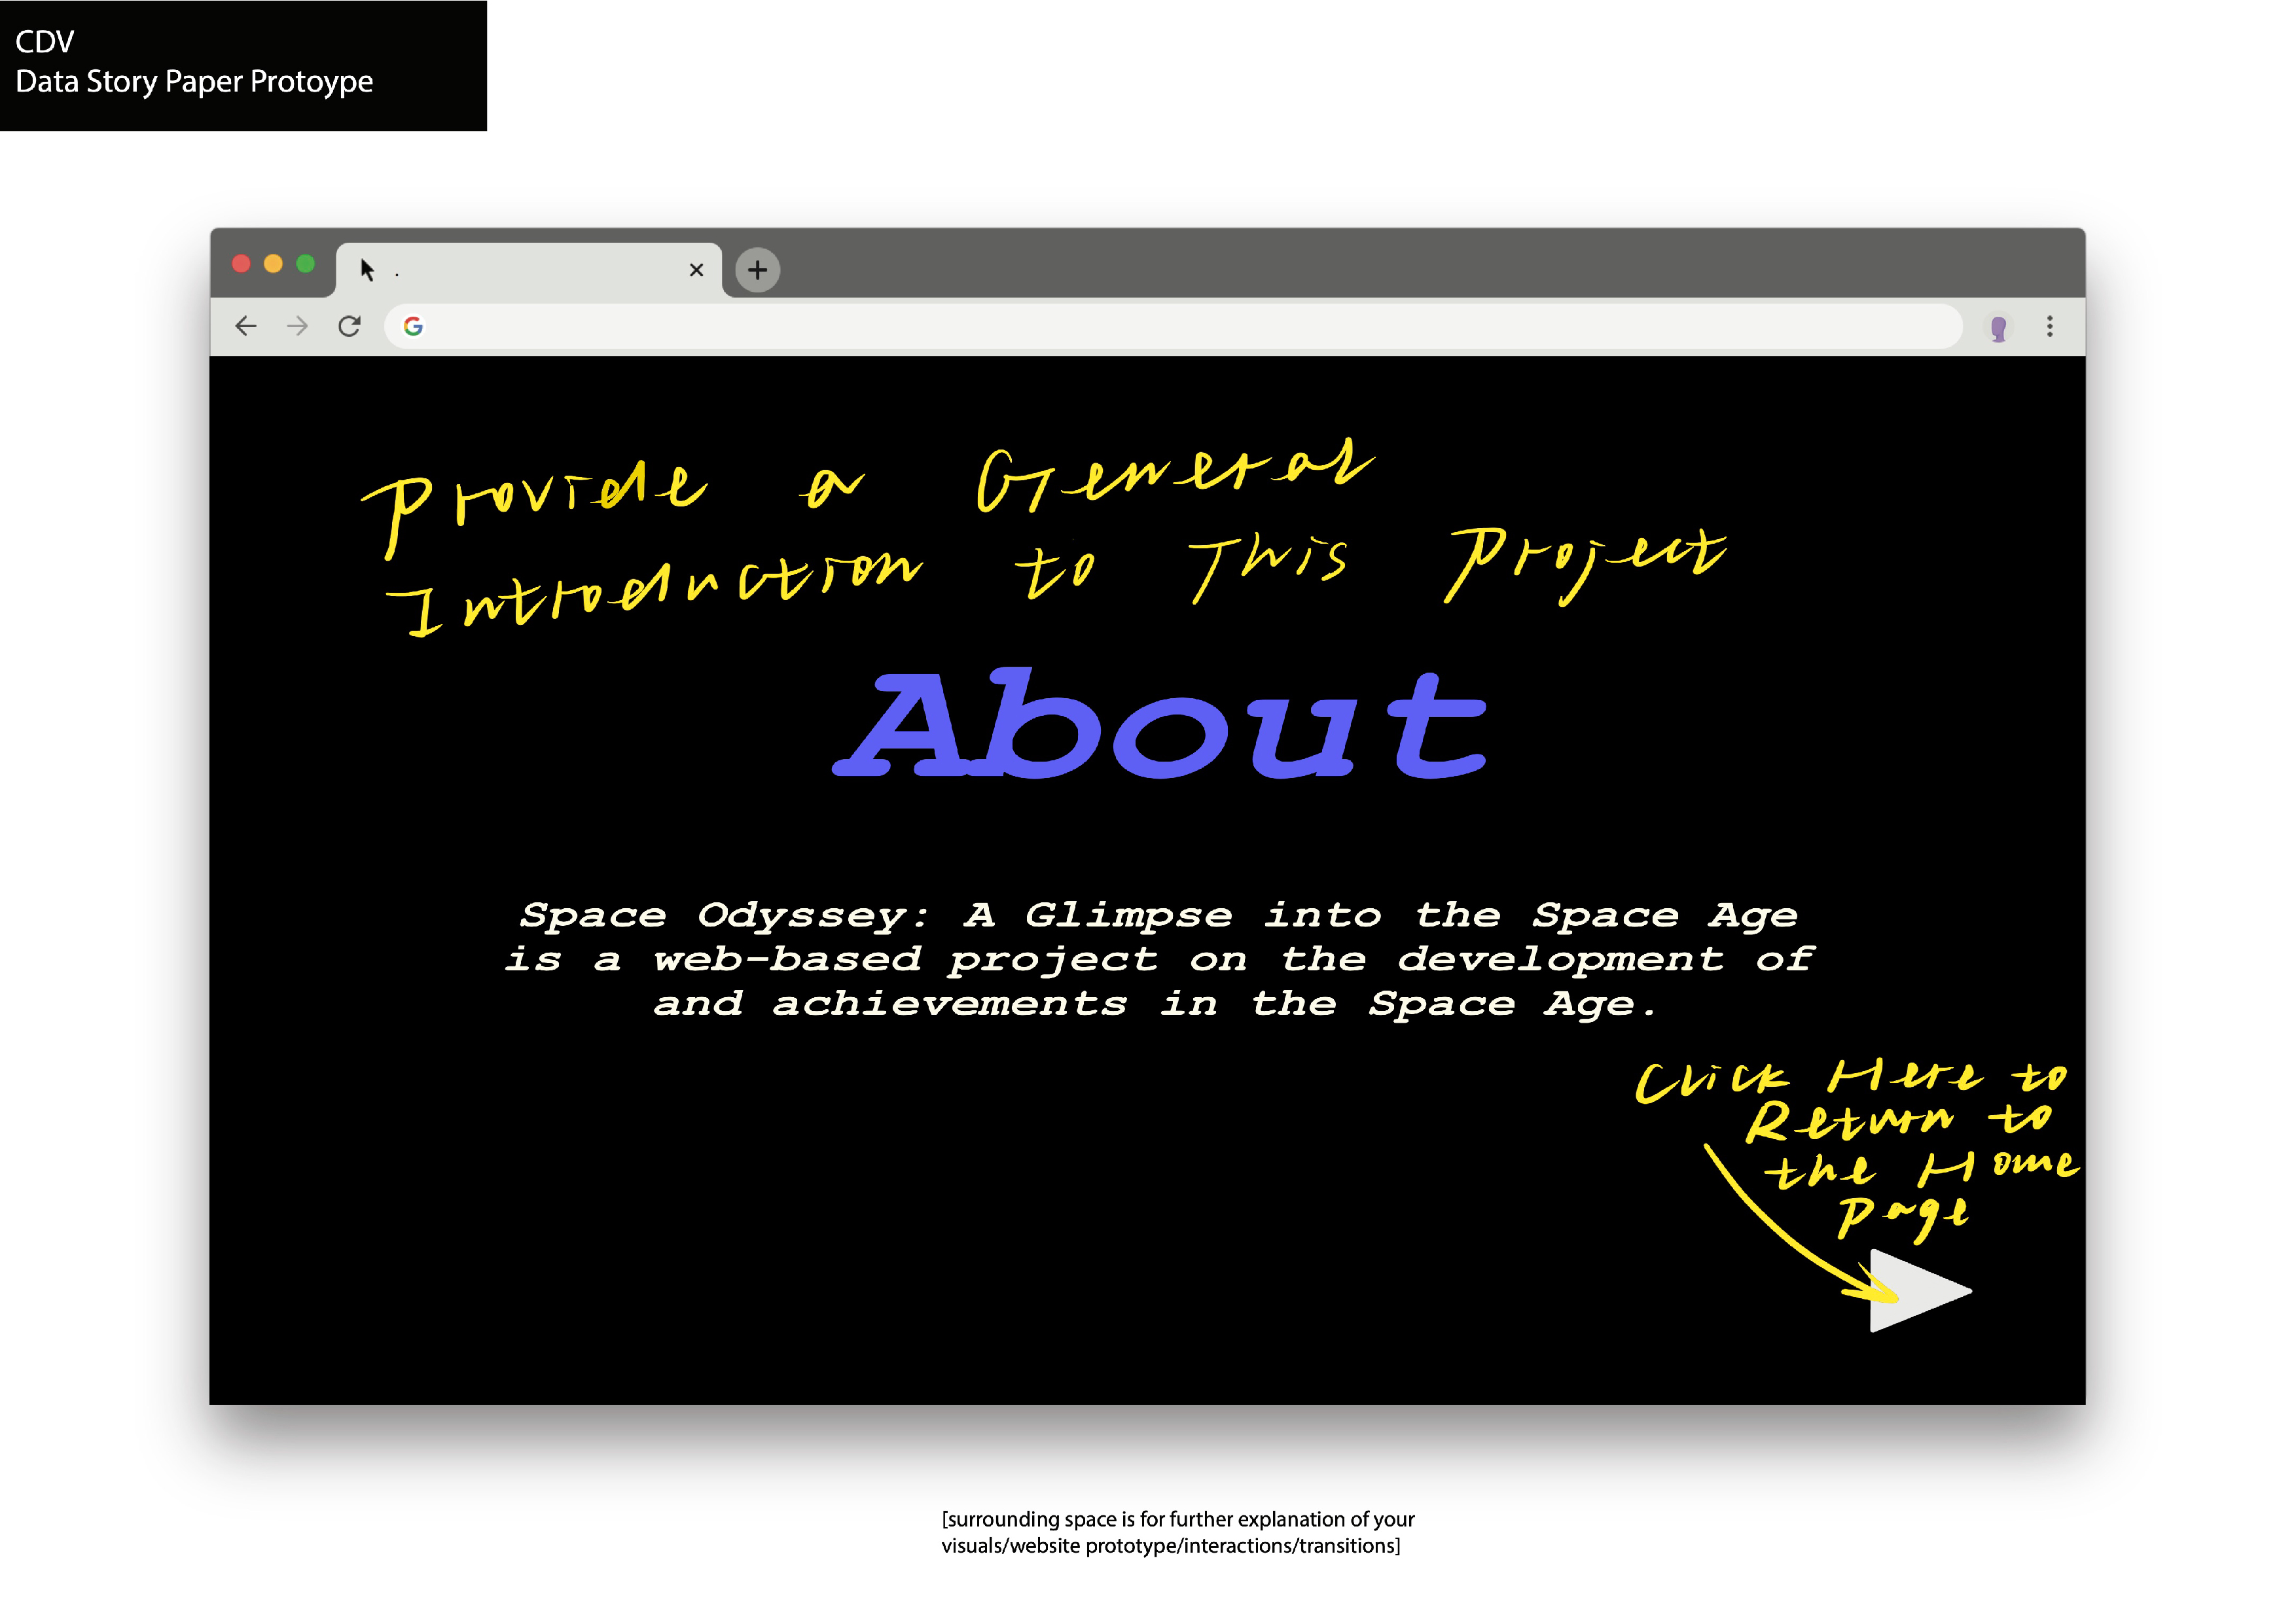 CDV
Data Story Paper Protoype
.
Provide a General
Introduction to This Project
About
Space Odyssey: A Glimpse into the Space Age
is a web-based project on the development of
and achievements in the Space Age.
Click Here to
Return to
the Home
Page
[surrounding space is for further explanation of your
visuals/website prototype/interactions/transitions]